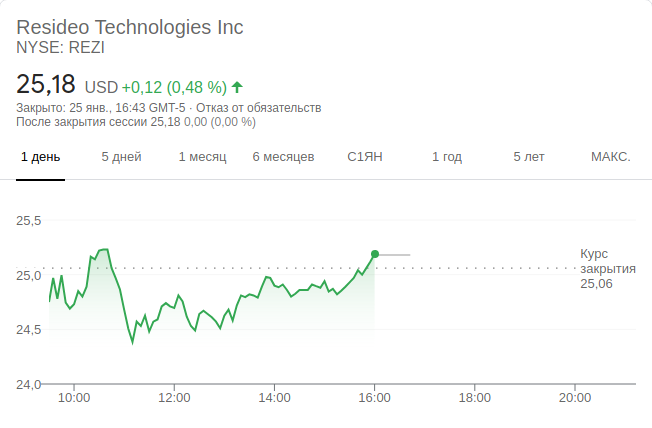 Resideo Technologies Inc
NYSE: REZI
25,18 USD +0,12 (0,48 %)
Закрыто: 25 янв., 16:43 GMT-5 · Отказ от обязательств
После закрытия сессии 25,18 0,00 (0,00 %)
1 день 5 дней 1 месяц 6 месяцев С1ЯН 1 год 5 лет МАКС.
25,5
25,0
24,5
24,0
Курс
закрытия
25,06
10:00 12:00 14:00 16:00 18:00 20:00